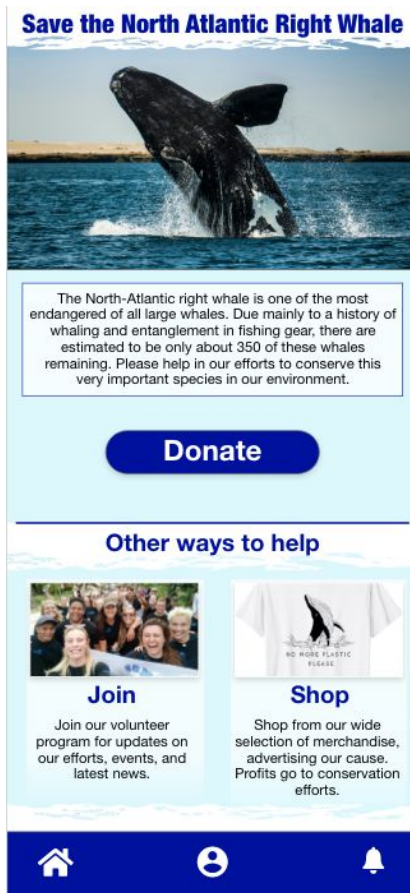 Save the North Atlantic Right Whale
The North-Atlantic right whale is one of the most
endangered of all large whales. Due mainly to a history of
whaling and entanglement in fishing gear, there are
estimated to be only about 350 of these whales
remaining. Please help in our efforts to conserve this
very important species in our environment.
Donate
Other ways to help
NO MORE PLASTIC
PLEASE
Join
Shop
Join our volunteer
program for updates on
our efforts, events, and
latest news.
Shop from our wide
selection of merchandise,
advertising our cause.
Profits go to conservation
efforts.